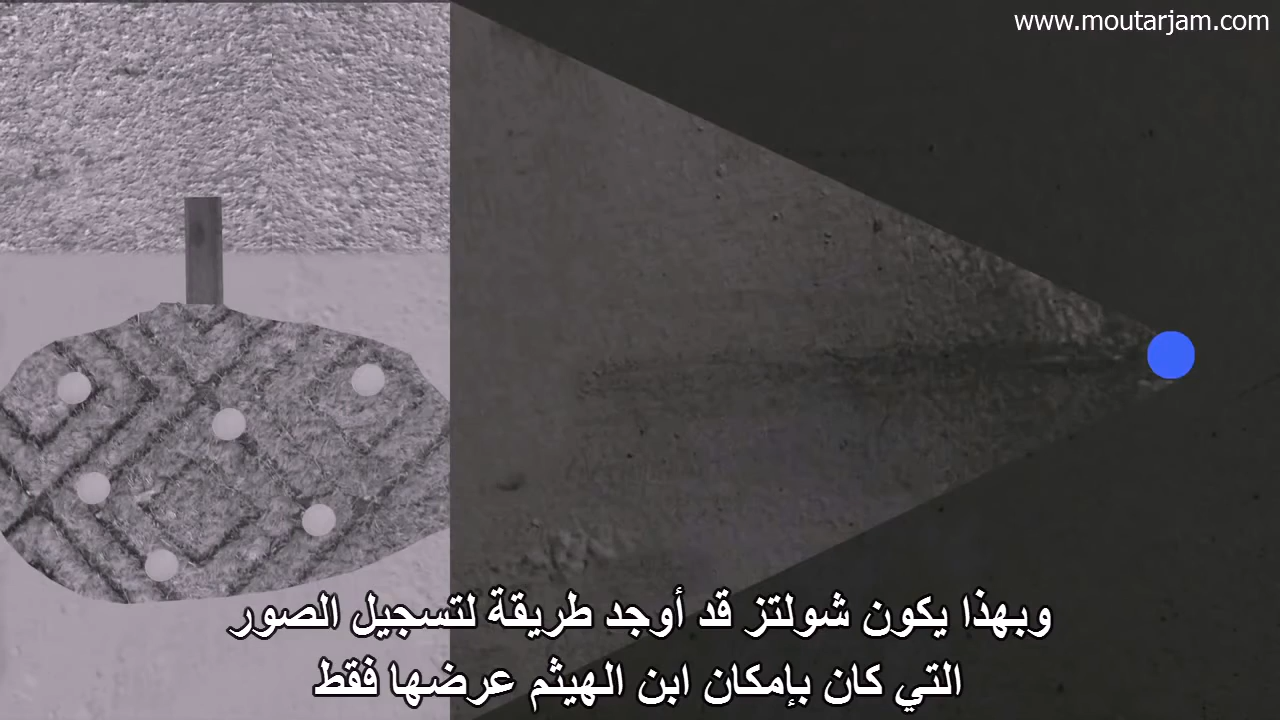 www.moutarjam.com
وبهذا يكون شولتز قد أوجد طريقة لتسجيل الصور
التي كان بإمكان ابن الهيثم عرضها فقط